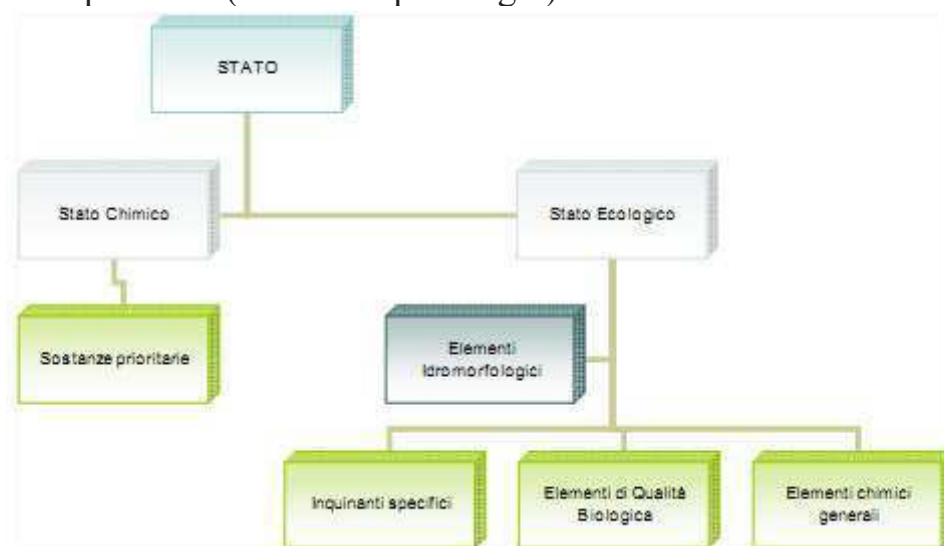 STATO
Stato Chimico
Stato Ecologico
Sostanze prioritarie
Elementi
Idromorfologici
Inquinanti specifici
Elementi di Qualità
Biologica
Elementi chimici
generali